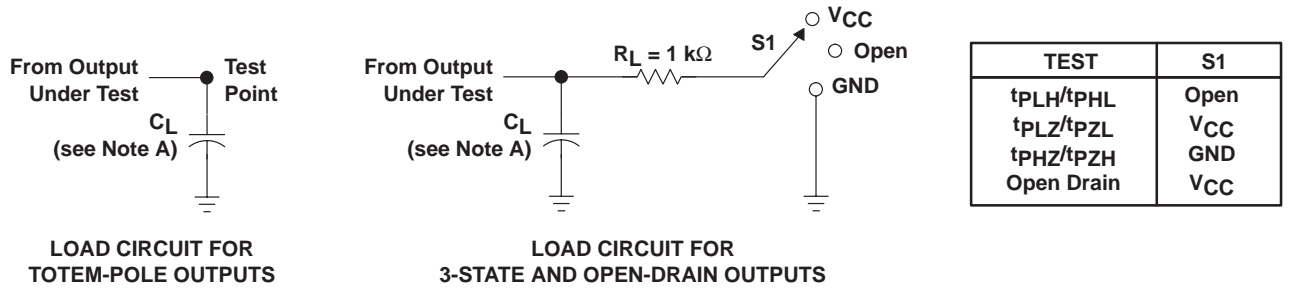 From Output
Under Test
Test
Point
CL
(see Note A)
LOAD CIRCUIT FOR
TOTEM-POLE OUTPUTS
From Output
Under Test
RL = 1 kΩ
S1
VCC
Open
GND
CL
(see Note A)
LOAD CIRCUIT FOR
3-STATE AND OPEN-DRAIN OUTPUTS
TEST S1
tPLH/tPHL Open
tPLZ/tPZL VCC
tPHZ/tPZH GND
Open Drain VCC